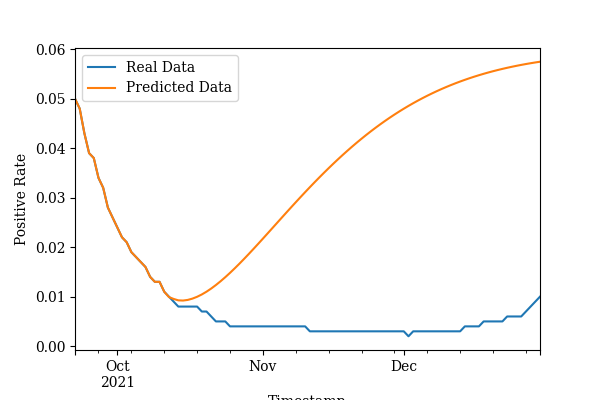 Real Data
Predicted Data
Positive Rate
0.06
0.05
0.04
0.03
0.02
0.01
0.00
Oct
2021
Nov
Dec
Timestamp